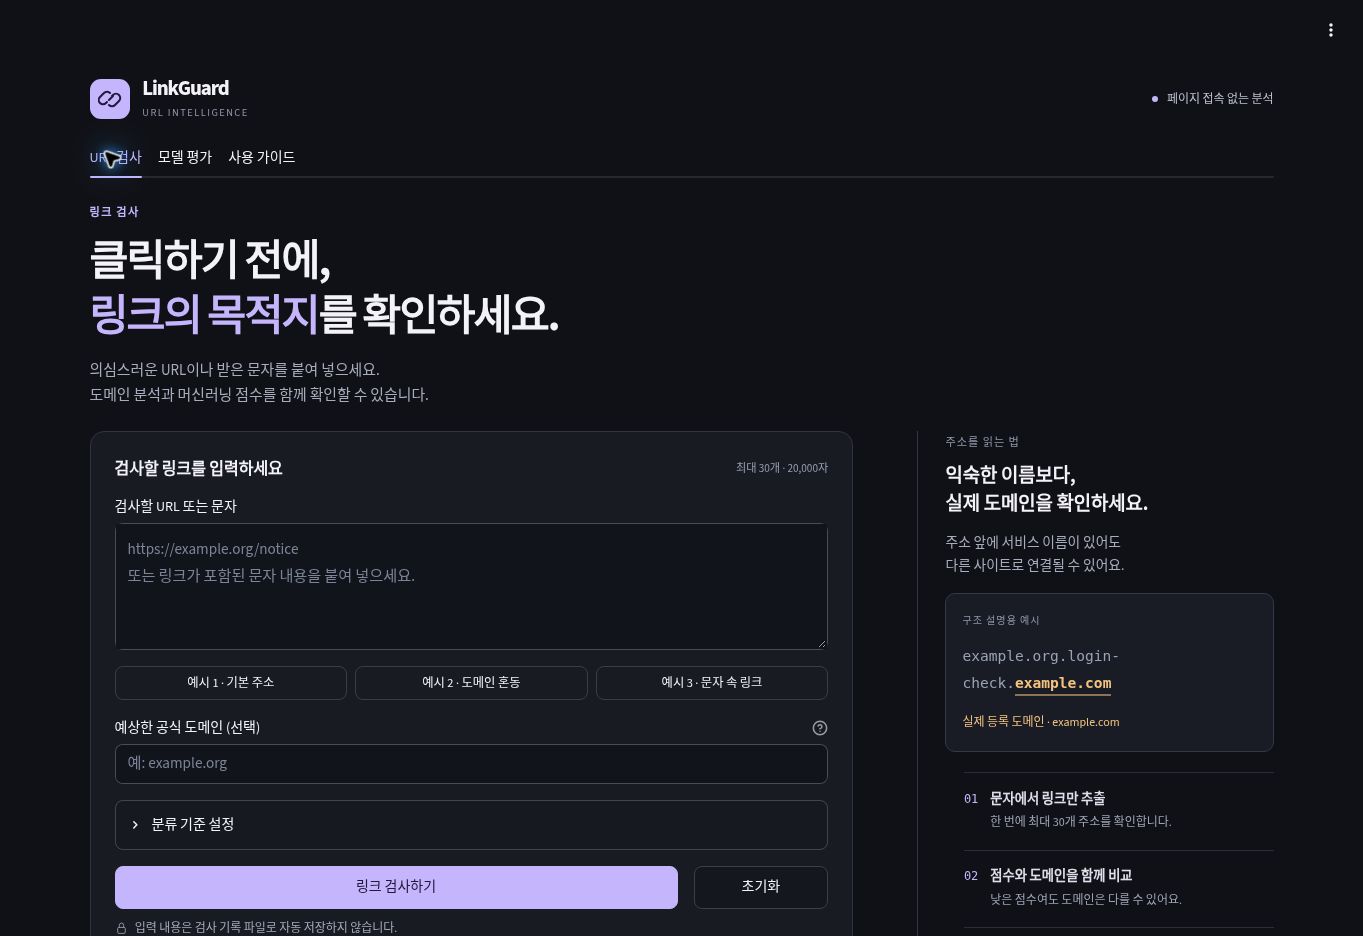 LinkGuard
URL INTELLIGENCE
페이지 접속 없는 분석
URL 검사
모델 평가
사용 가이드
링크 검사
클릭하기 전에,
링크의 목적지를 확인하세요.
의심스러운 URL이나 받은 문자를 붙여 넣으세요.
도메인 분석과 머신러닝 점수를 함께 확인할 수 있습니다.
검사할 링크를 입력하세요
최대 30개 · 20,000자
검사할 URL 또는 문자
https://example.org/notice
또는 링크가 포함된 문자 내용을 붙여 넣으세요.
예시 1 · 기본 주소
예시 2 · 도메인 혼동
예시 3 · 문자 속 링크
예상한 공식 도메인 (선택)
예: example.org
분류 기준 설정
링크 검사하기
초기화
입력 내용은 검사 기록 파일로 자동 저장하지 않습니다.
주소를 읽는 법
익숙한 이름보다,
실제 도메인을 확인하세요.
주소 앞에 서비스 이름이 있어도
다른 사이트로 연결될 수 있어요.
구조 설명용 예시
example.org.login-
check.example.com
실제 등록 도메인 · example.com
01 문자에서 링크만 추출
한 번에 최대 30개 주소를 확인합니다.
02 점수와 도메인을 함께 비교
낮은 점수여도 도메인은 다를 수 있어요.